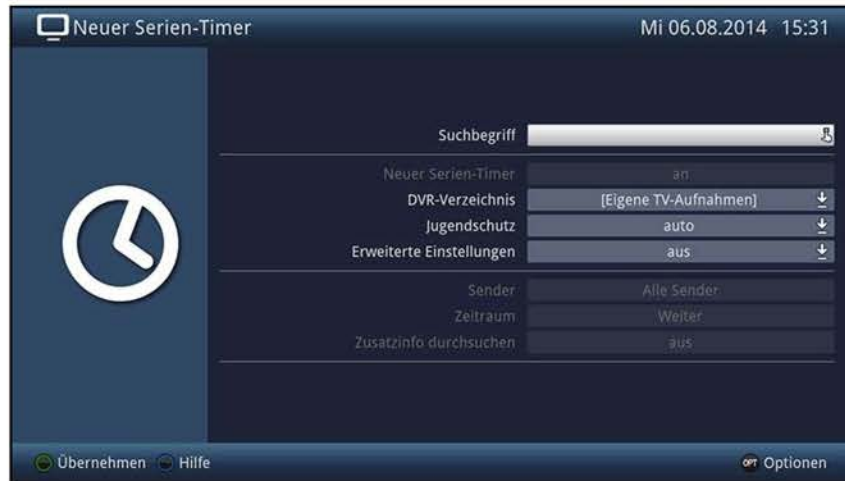 Neuer Serien-Timer Mi 06.08.2014 15:31
Suchbegriff
Neuer Serien-Timer an
DVR-Verzeichnis [Eigene TV-Aufnahmen]
Jugendschutz auto
Erweiterte Einstellungen aus
Sender Alle Sender
Zeitraum Weiter
Zusatzinfo durchsuchen aus
Übernehmen Hilfe OPT Optionen